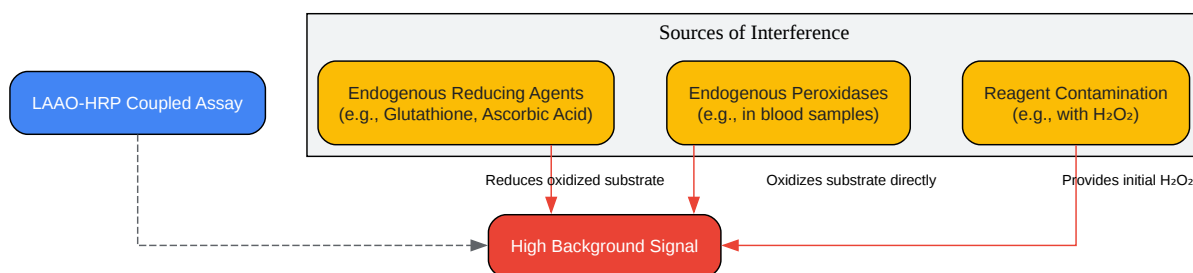 Sources of Interference
LAAO-HRP Coupled Assay
Endogenous Reducing Agents
(e.g., Glutathione, Ascorbic Acid)
Endogenous Peroxidases
(e.g., in blood samples)
Reagent Contamination
(e.g., with H₂O₂)
Reduces oxidized substrate
Oxidizes substrate directly
Provides initial H₂O₂
High Background Signal